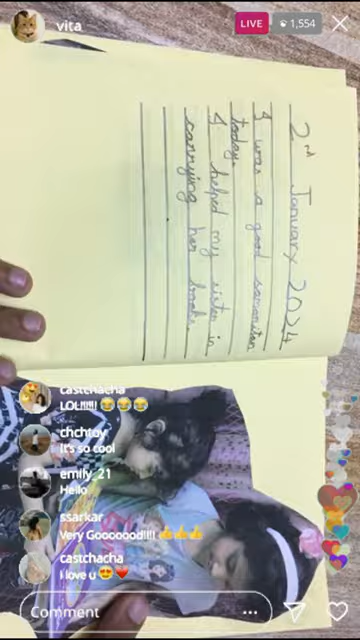 vita
LIVE
1,554
2nd January 2024
I was a good samaritan
today.
I helped my sister in
carrying her books.
castchacha
LOL!!!!! 😂😂😂
chchtoy
It's so cool
emily_21
Hello
ssarkar
Very Gooooood!!!! 👍👍👍
castchacha
I love u 😍❤️
Comment